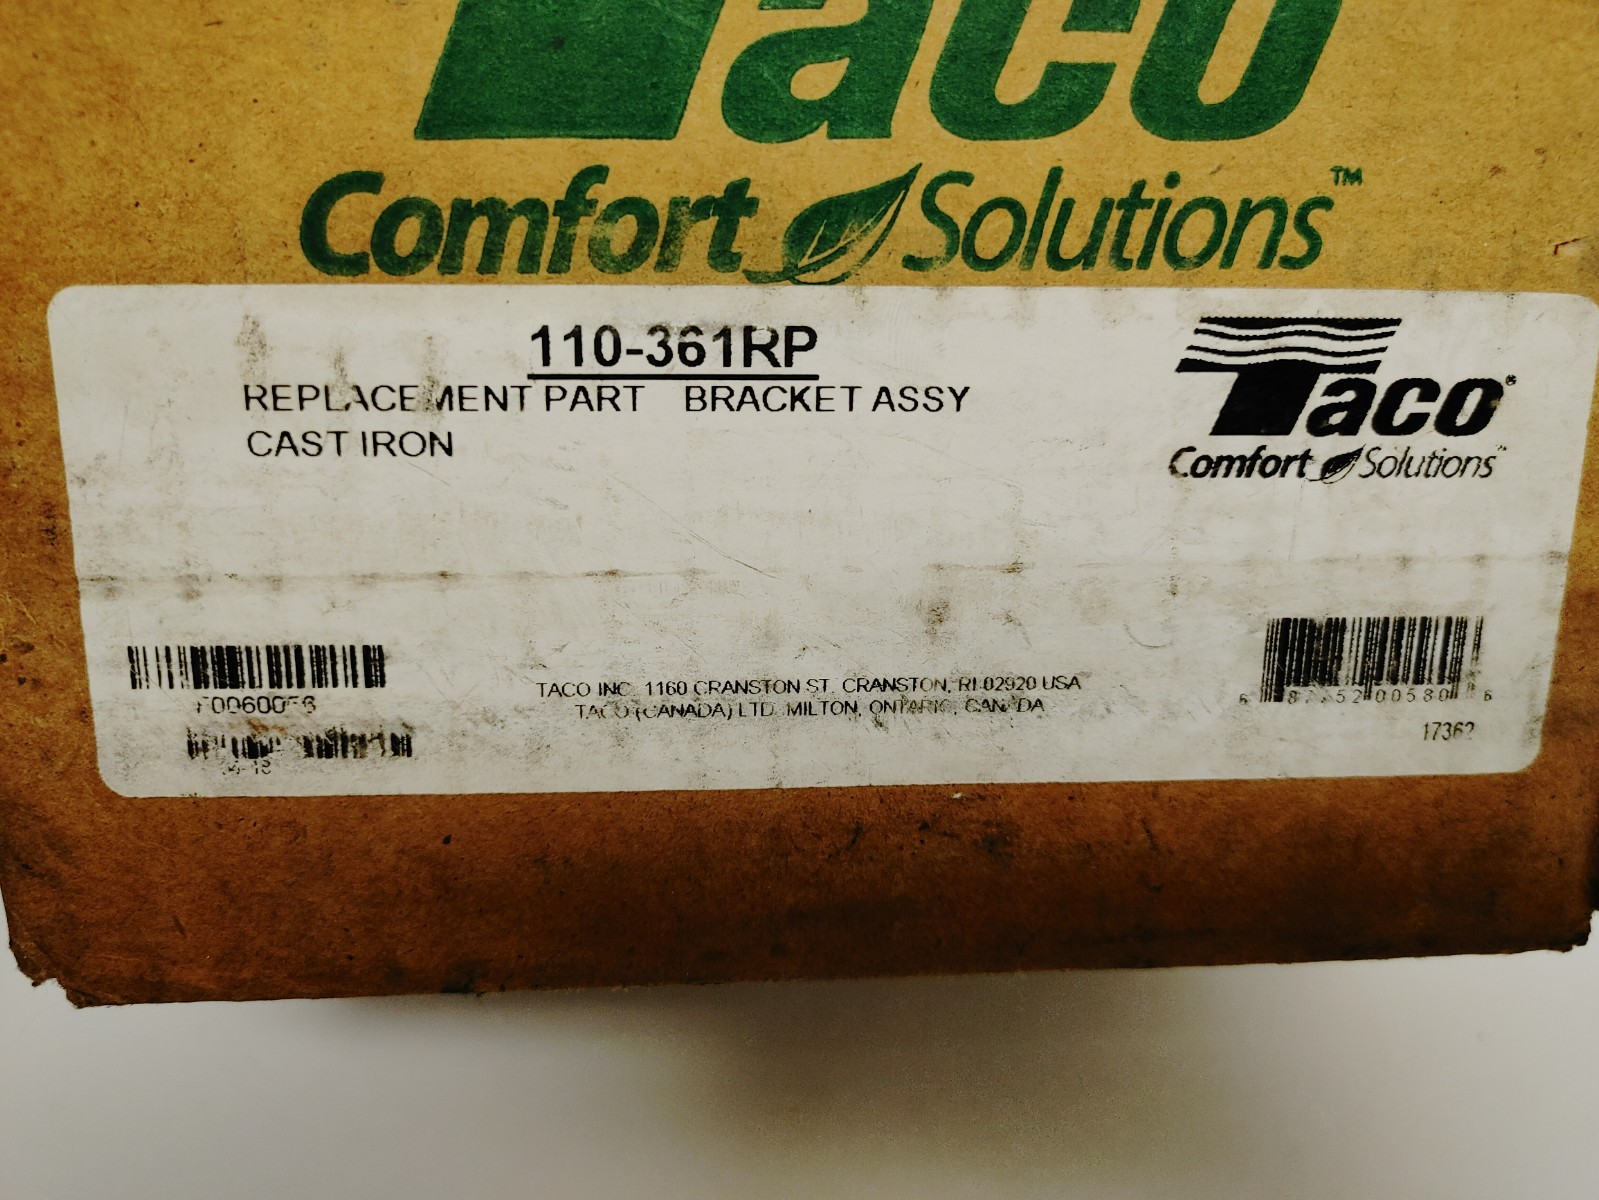 Taco
Comfort Solutions™
110-361RP
REPLACEMENT PART BRACKET ASSY
CAST IRON
Taco®
Comfort Solutions™
TACO INC. 1160 CRANSTON ST. CRANSTON, RI 02920 USA
TACO (CANADA) LTD. MILTON, ONTARIO, CANADA